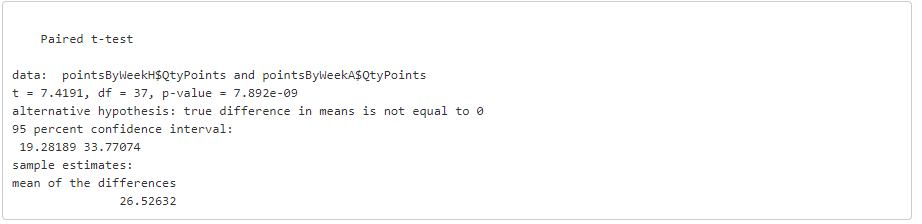 Paired t-test
data:  pointsByWeekH$QtyPoints and pointsByWeekA$QtyPoints
t = 7.4191, df = 37, p-value = 7.892e-09
alternative hypothesis: true difference in means is not equal to 0
95 percent confidence interval:
 19.28189 33.77074
sample estimates:
mean of the differences
               26.52632